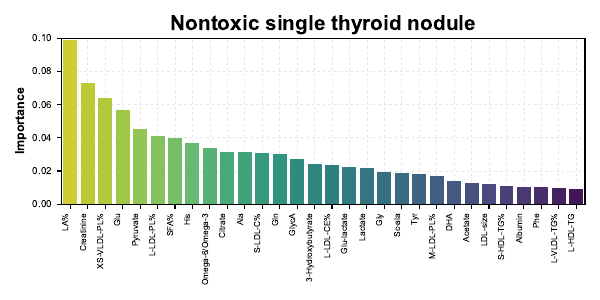 Nontoxic single thyroid nodule
Importance
0.10
0.08
0.06
0.04
0.02
0.00
LA%
Creatinine
XS-VLDL-PL%
Glu
Pyruvate
L-LDL-PL%
SFA%
His
Omega-6/Omega-3
Citrate
Ala
S-LDL-C%
Gln
GlycA
3-Hydroxybutyrate
L-LDL-CE%
Glu-lactate
Lactate
Gly
Tyr
M-LDL-PL%
DHA
Acetate
LDL-size
S-HDL-TG%
Albumin
Phe
L-VLDL-TG%
L-HDL-TG